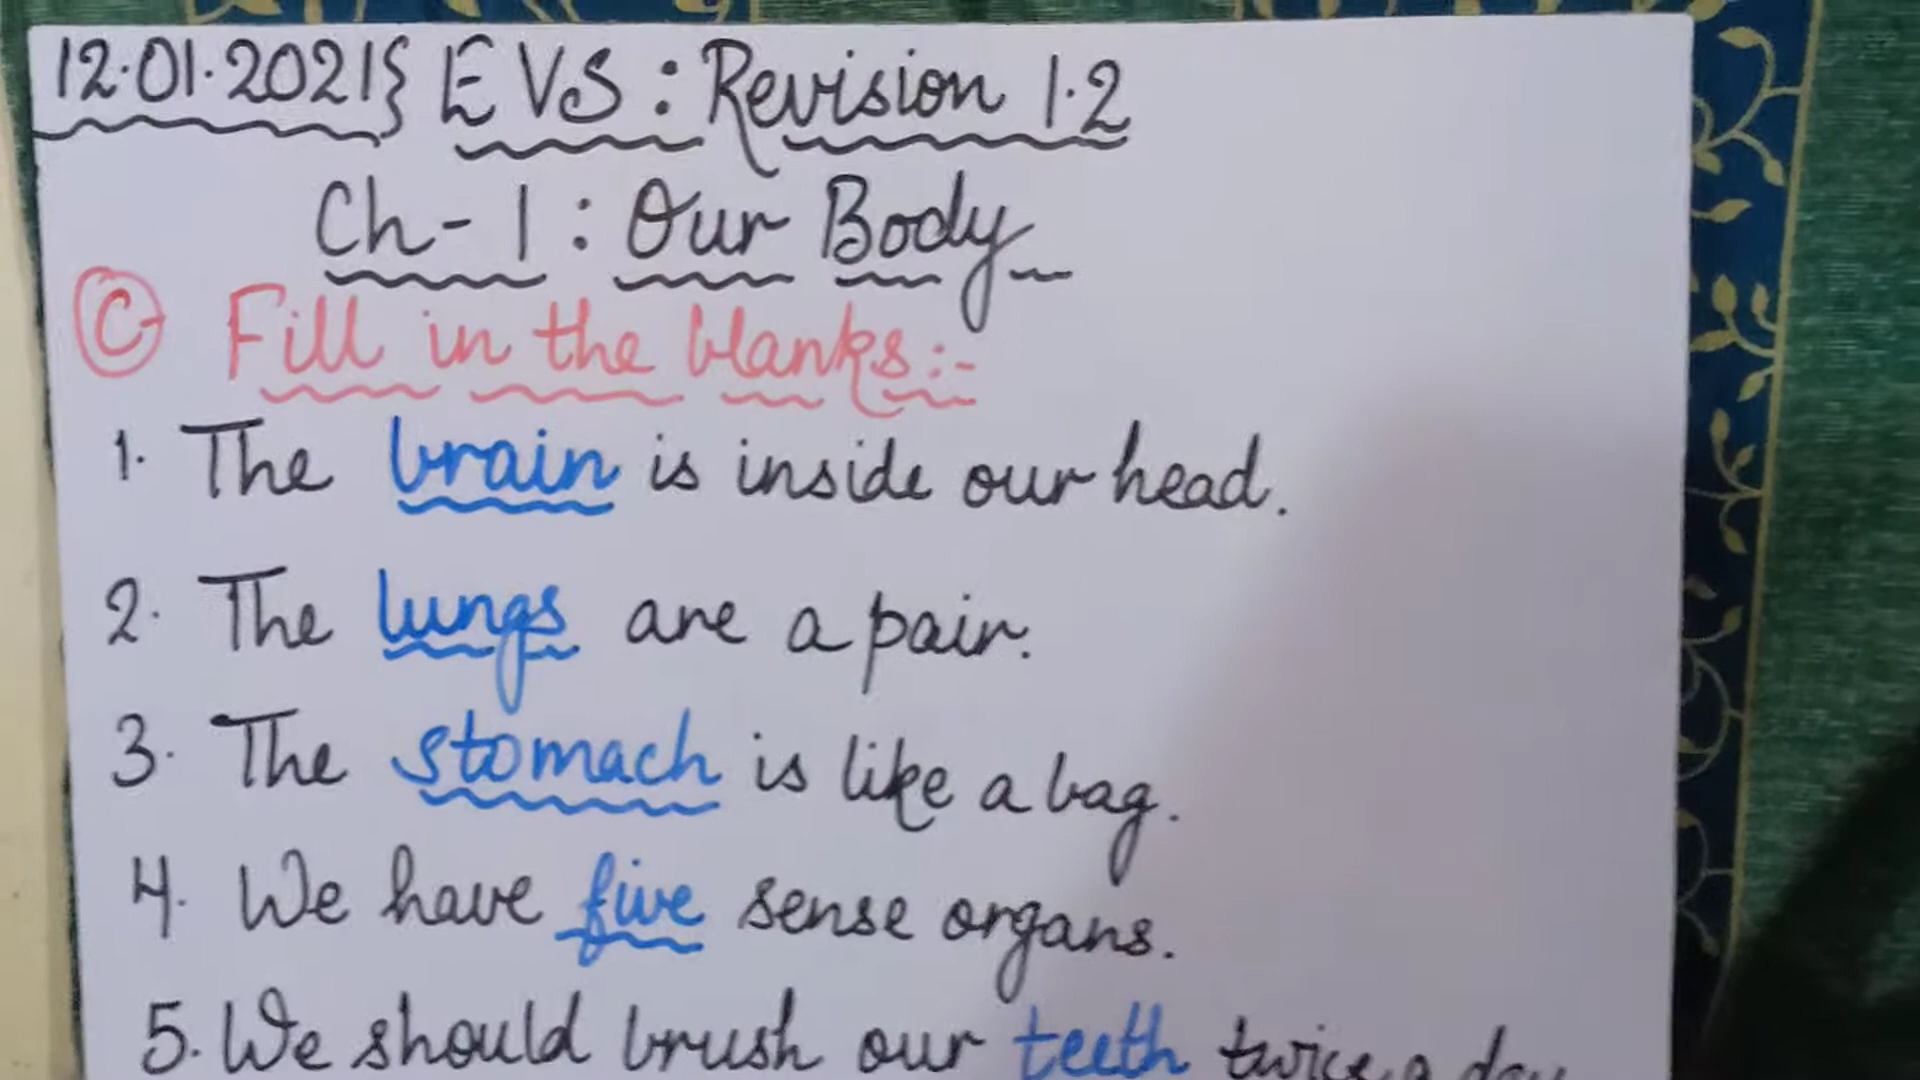 12.01.2021} EVS : Revision 1.2
Ch-1 : Our Body
C Fill in the blanks:-
1. The brain is inside our head.
2. The lungs are a pair.
3. The stomach is like a bag.
4. We have five sense organs.
5. We should brush our teeth twice a day